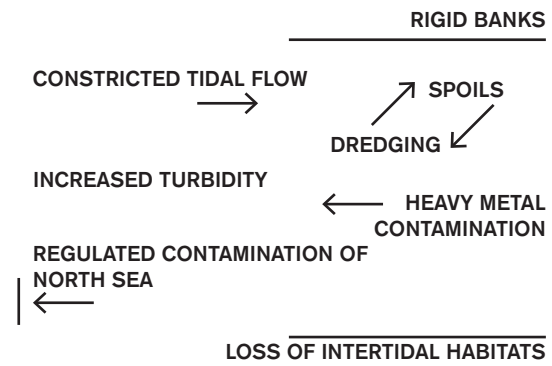 RIGID BANKS
CONSTRICTED TIDAL FLOW
SPOILS
DREDGING
INCREASED TURBIDITY
HEAVY METAL
CONTAMINATION
REGULATED CONTAMINATION OF
NORTH SEA
LOSS OF INTERTIDAL HABITATS